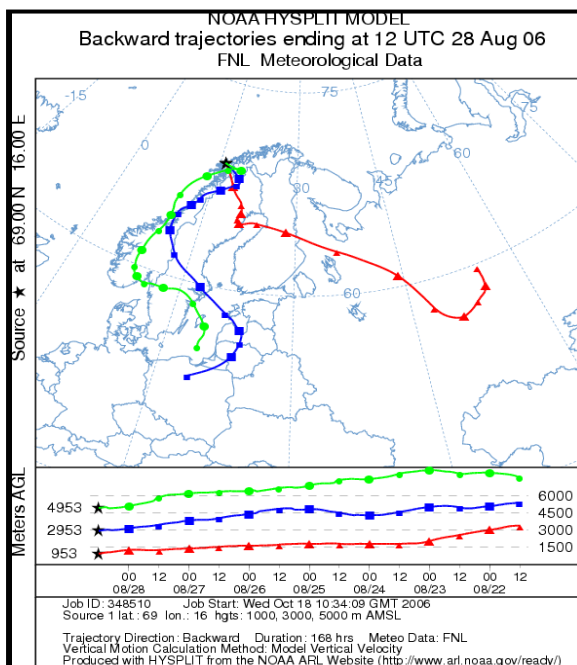 NOAA HYSPLIT MODEL
Backward trajectories ending at 12 UTC 28 Aug 06
FNL Meteorological Data
-15
75
60
0
45
15
30
60
Source ★ at 69.00 N 16.00 E
Meters AGL
4953
2953
953
6000
4500
3000
1500
00 12 00 12 00 12 00 12 00 12 00 12 00 12
08/28 08/27 08/26 08/25 08/24 08/23 08/22
Job ID: 348510 Job Start: Wed Oct 18 10:34:09 GMT 2006
Source 1 lat.: 69 lon.: 16 hgts: 1000, 3000, 5000 m AMSL
Trajectory Direction: Backward Duration: 168 hrs Meteo Data: FNL
Vertical Motion Calculation Method: Model Vertical Velocity
Produced with HYSPLIT from the NOAA ARL Website (http://www.arl.noaa.gov/ready/)